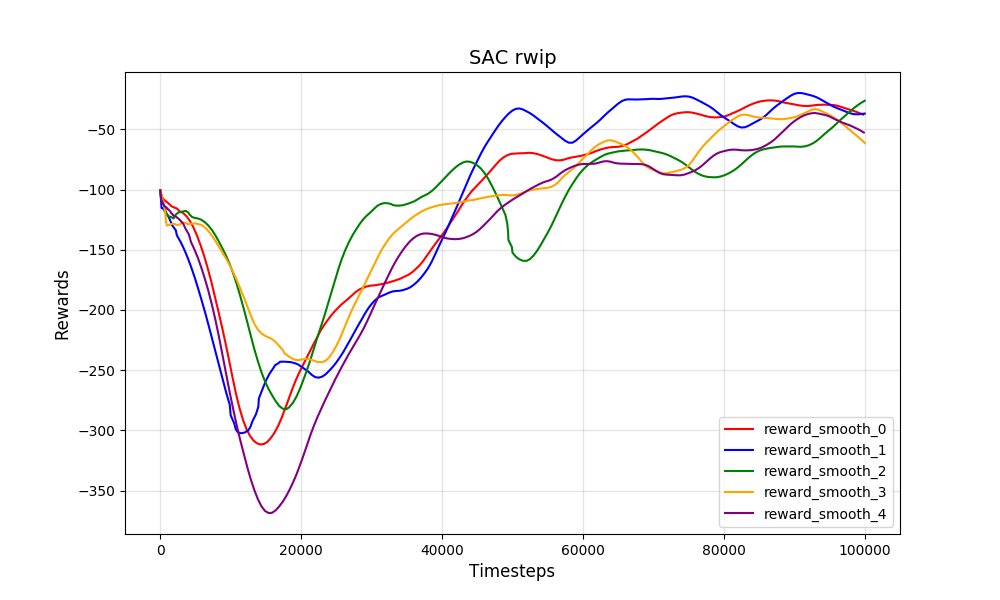 SAC rwip
Rewards
−50
−100
−150
−200
−250
−300
−350
0 20000 40000 60000 80000 100000
Timesteps
reward_smooth_0
reward_smooth_1
reward_smooth_2
reward_smooth_3
reward_smooth_4